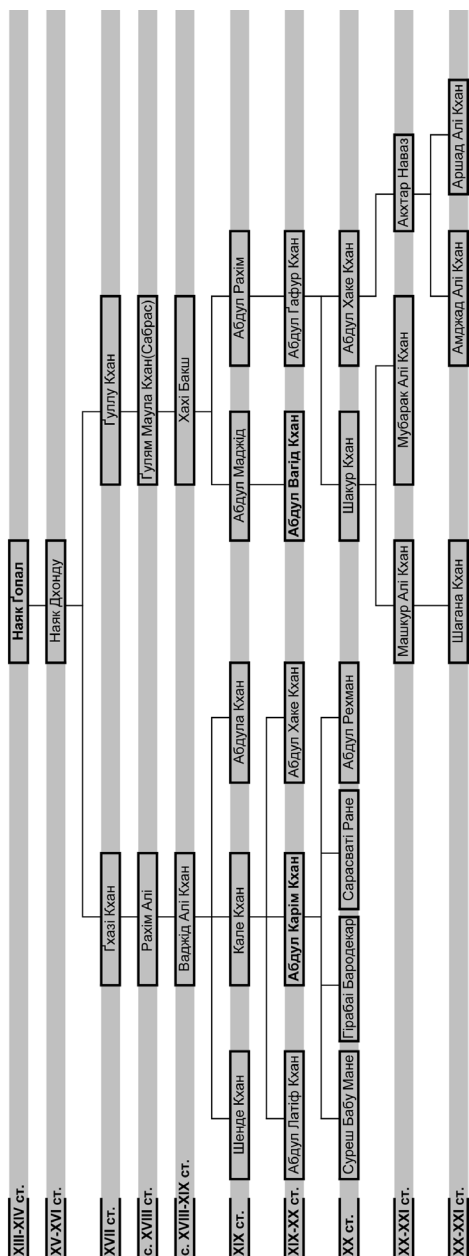 XIII-XIV ст.
Наяк Ґопал
XV-XVI ст.
Наяк Дхонду
XVII ст.
Ґхазі Кхан
Ґуллу Кхан
с. XVIII ст.
Рахім Алі
Ґулям Маула Кхан(Сабрас)
с. XVIII-XIX ст.
Ваджід Алі Кхан
Хахі Бакш
XIX ст.
Шенде Кхан
Кале Кхан
Абдула Кхан
Абдул Маджід
Абдул Рахім
XIX-XX ст.
Абдул Латіф Кхан
Абдул Карім Кхан
Абдул Хаке Кхан
Абдул Вагід Кхан
Абдул Ґафур Кхан
XX ст.
Суреш Бабу Мане
Гірабаі Бародекар
Сарасваті Ране
Абдул Рехман
Шакур Кхан
Абдул Хаке Кхан
XX-XXI ст.
Машкур Алі Кхан
Мубарак Алі Кхан
Акхтар Наваз
XX-XXI ст.
Шагана Кхан
Амджад Алі Кхан
Аршад Алі Кхан